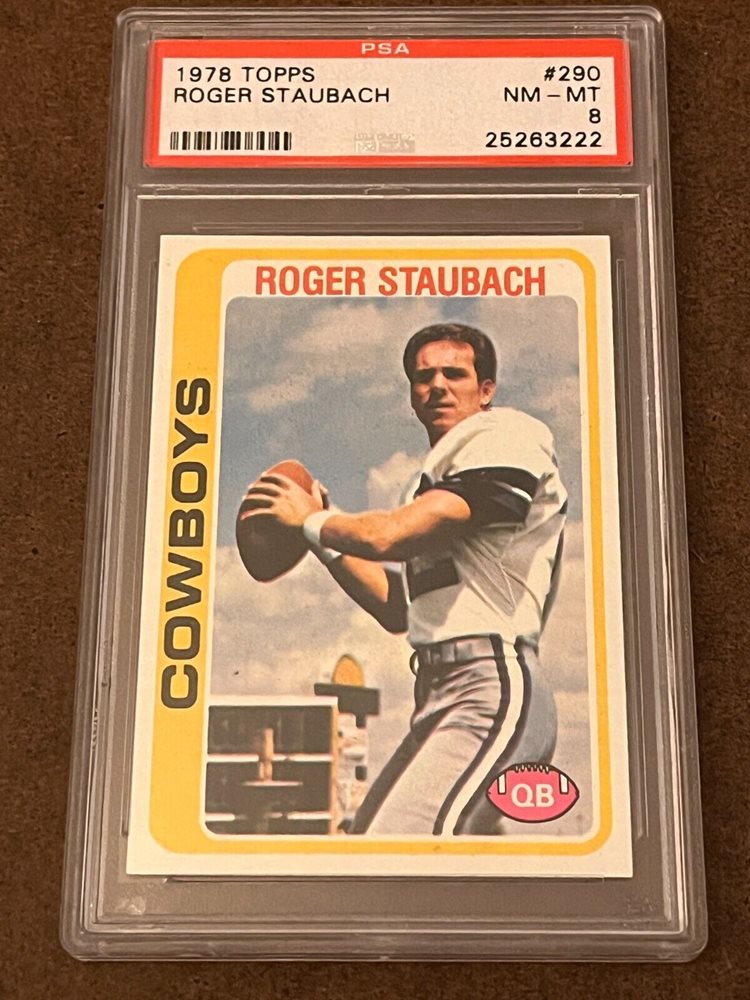 PSA
1978 TOPPS #290
ROGER STAUBACH NM - MT
8
25263222
ROGER STAUBACH
COWBOYS
QB